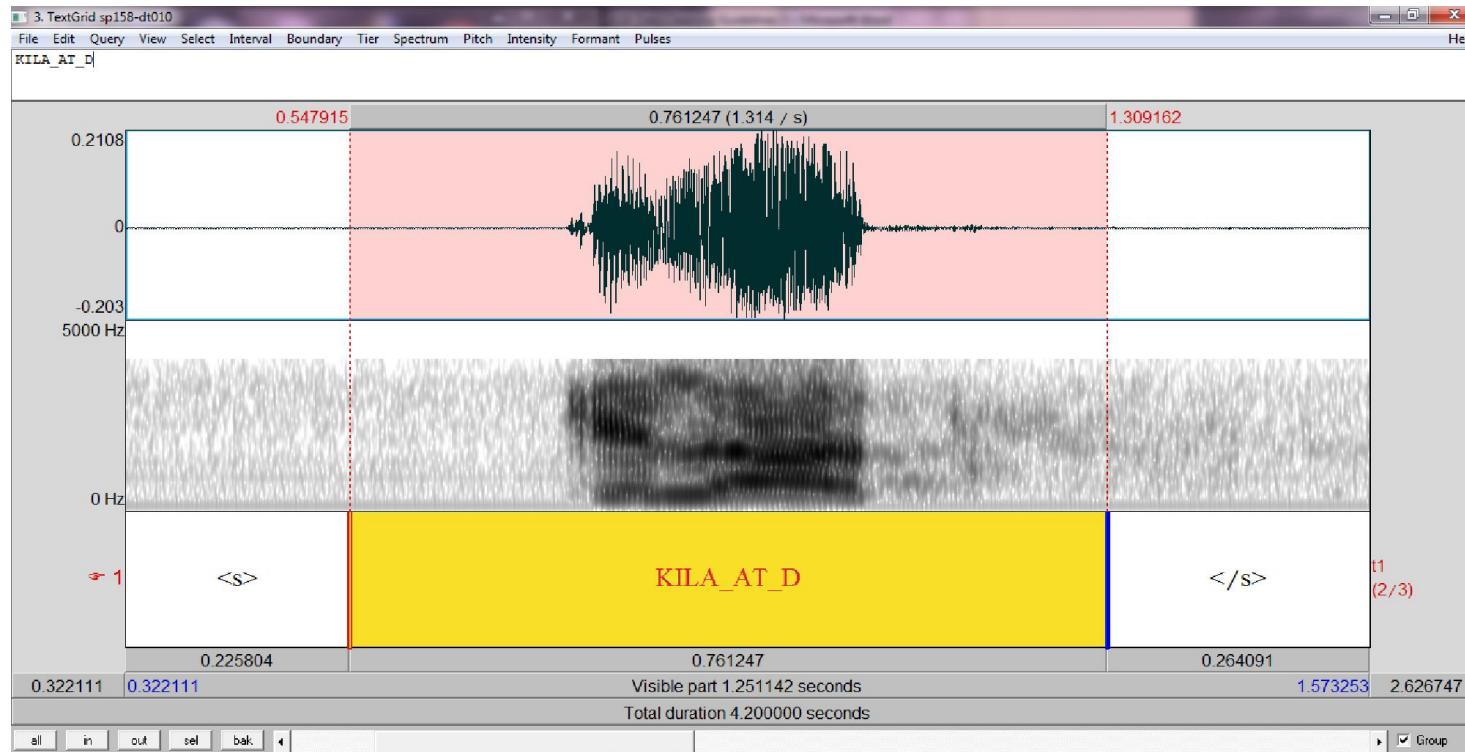 3. TextGrid sp158-dt010
File Edit Query View Select Interval Boundary Tier Spectrum Pitch Intensity Formant Pulses He
KILA_AT_D
0.547915 0.761247 (1.314 / s) 1.309162
0.2108
0
-0.203
5000 Hz
0 Hz
☞ 1 <s> KILA_AT_D </s> t1
(2/3)
0.225804 0.761247 0.264091
0.322111 0.322111 Visible part 1.251142 seconds 1.573253 2.626747
Total duration 4.200000 seconds
all in out sel bak Group